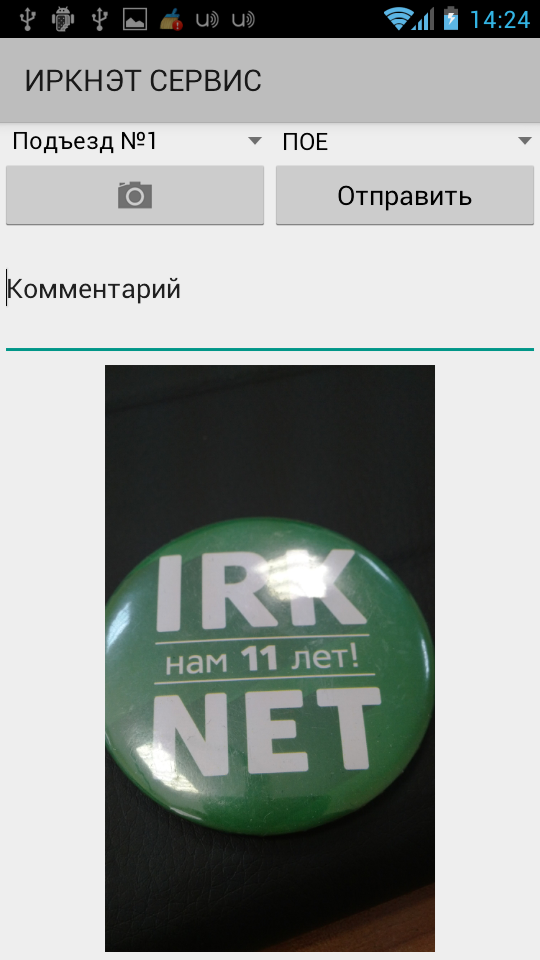 14:24
ИРКНЭТ СЕРВИС
Подъезд №1 ПОЕ
Отправить
Комментарий
IRK
нам 11 лет!
NET